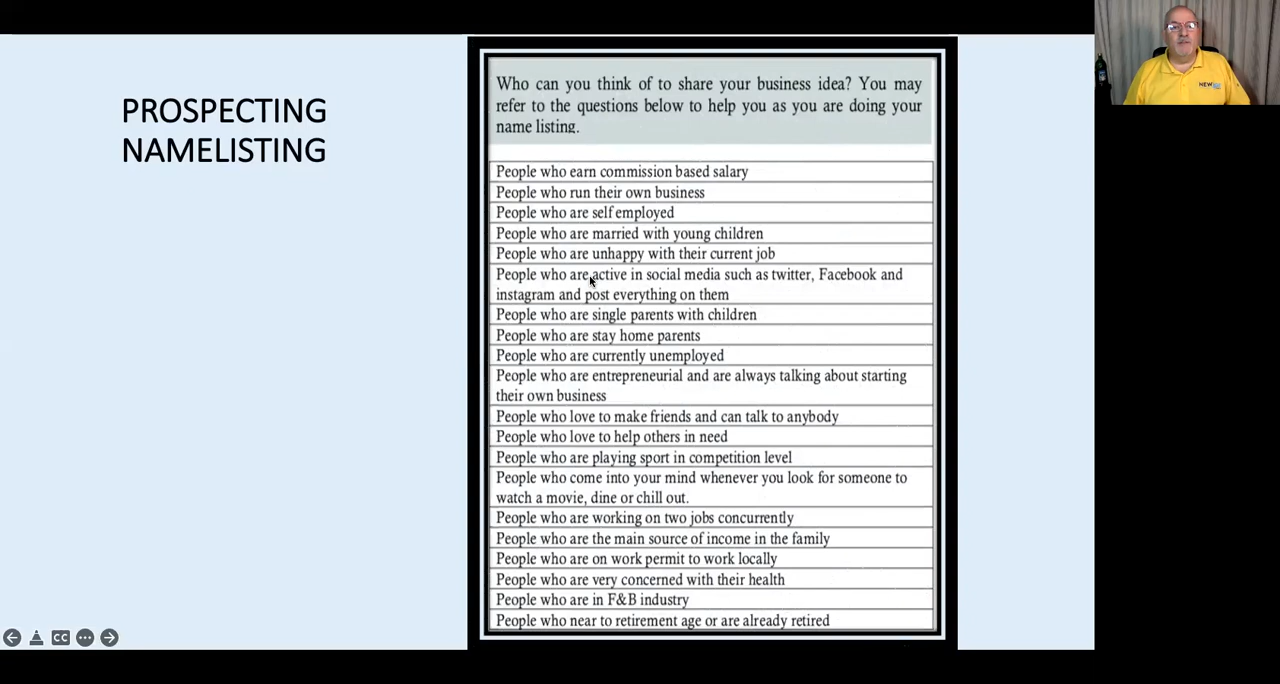 PROSPECTING
NAMELISTING
Who can you think of to share your business idea? You may
refer to the questions below to help you as you are doing your
name listing.
People who earn commission based salary
People who run their own business
People who are self employed
People who are married with young children
People who are unhappy with their current job
People who are active in social media such as twitter, Facebook and
instagram and post everything on them
People who are single parents with children
People who are stay home parents
People who are currently unemployed
People who are entrepreneurial and are always talking about starting
their own business
People who love to make friends and can talk to anybody
People who love to help others in need
People who are playing sport in competition level
People who come into your mind whenever you look for someone to
watch a movie, dine or chill out.
People who are working on two jobs concurrently
People who are the main source of income in the family
People who are on work permit to work locally
People who are very concerned with their health
People who are in F&B industry
People who near to retirement age or are already retired
NEW
CC